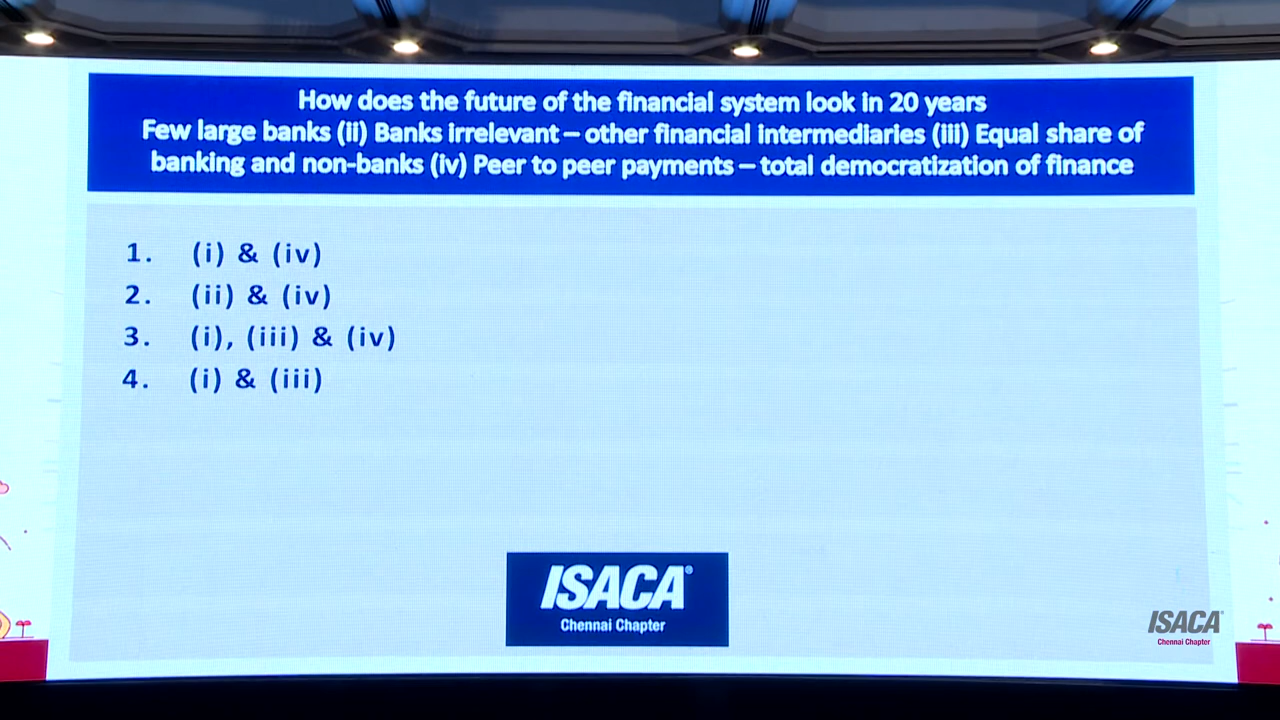 How does the future of the financial system look in 20 years
Few large banks (ii) Banks irrelevant – other financial intermediaries (iii) Equal share of
banking and non-banks (iv) Peer to peer payments – total democratization of finance
1. (i) & (iv)
2. (ii) & (iv)
3. (i), (iii) & (iv)
4. (i) & (iii)
ISACA®
Chennai Chapter
ISACA®
Chennai Chapter